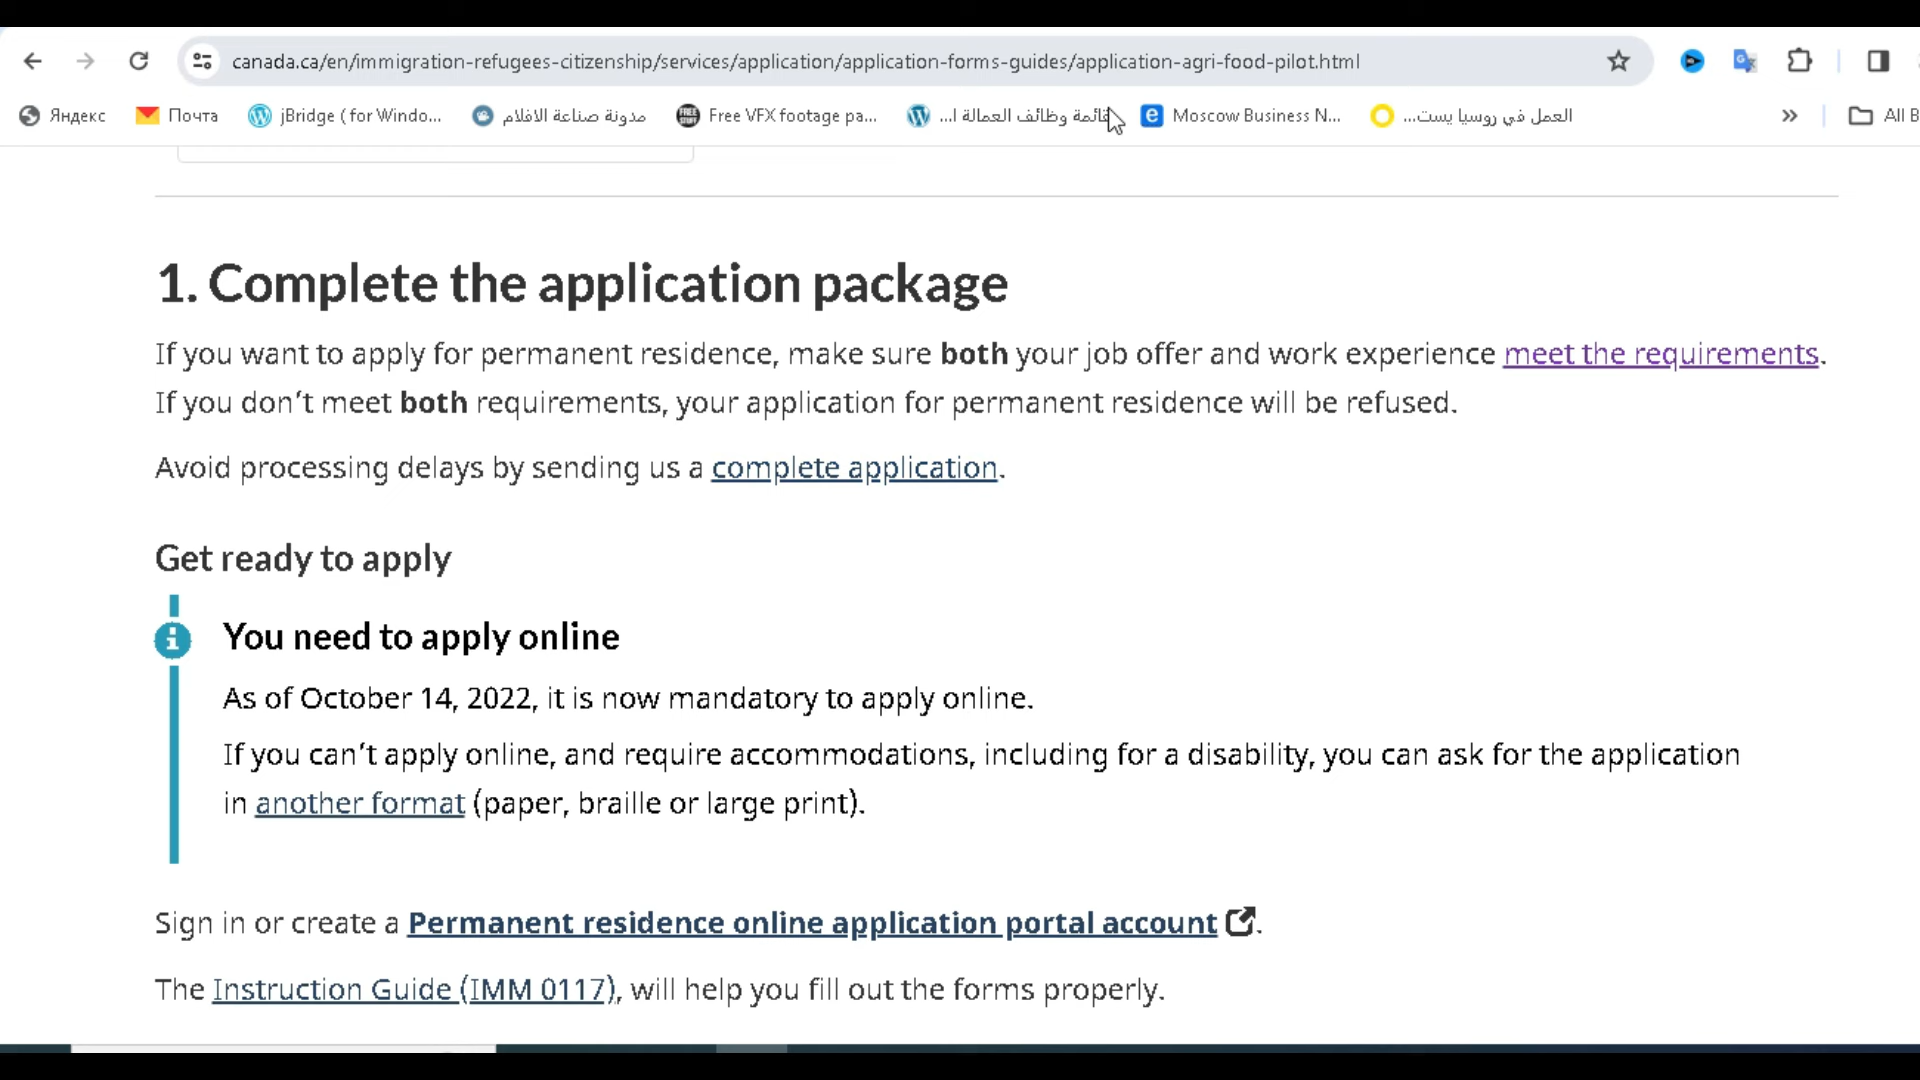 canada.ca/en/immigration-refugees-citizenship/services/application/application-forms-guides/application-agri-food-pilot.html
Яндекс Почта jBridge ( for Windo... مدونة صناعة الافلام Free VFX footage pa... قائمة وظائف العمالة ا... Moscow Business N... العمل في روسيا يست... » All B
1. Complete the application package
If you want to apply for permanent residence, make sure both your job offer and work experience meet the requirements.
If you don't meet both requirements, your application for permanent residence will be refused.
Avoid processing delays by sending us a complete application.
Get ready to apply
You need to apply online
As of October 14, 2022, it is now mandatory to apply online.
If you can't apply online, and require accommodations, including for a disability, you can ask for the application
in another format (paper, braille or large print).
Sign in or create a Permanent residence online application portal account.
The Instruction Guide (IMM 0117), will help you fill out the forms properly.